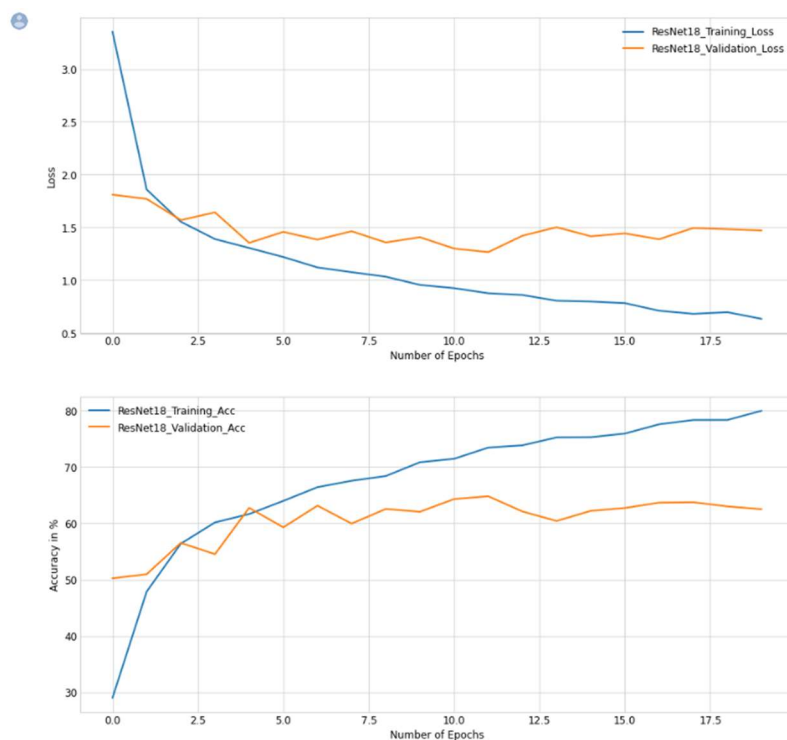 ResNet18_Training_Loss
ResNet18_Validation_Loss
3.0
2.5
2.0
1.5
1.0
0.5
Loss
0.0 2.5 5.0 7.5 10.0 12.5 15.0 17.5
Number of Epochs
ResNet18_Training_Acc
ResNet18_Validation_Acc
80
70
60
50
40
30
Accuracy in %
0.0 2.5 5.0 7.5 10.0 12.5 15.0 17.5
Number of Epochs